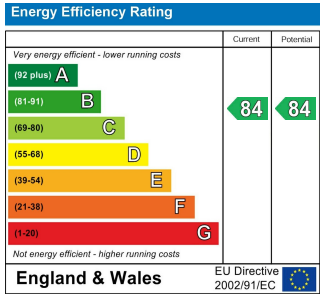 Energy Efficiency Rating
Current Potential
Very energy efficient - lower running costs
(92 plus) A
(81-91) B 84 84
(69-80) C
(55-68) D
(39-54) E
(21-38) F
(1-20) G
Not energy efficient - higher running costs
England & Wales
EU Directive
2002/91/EC